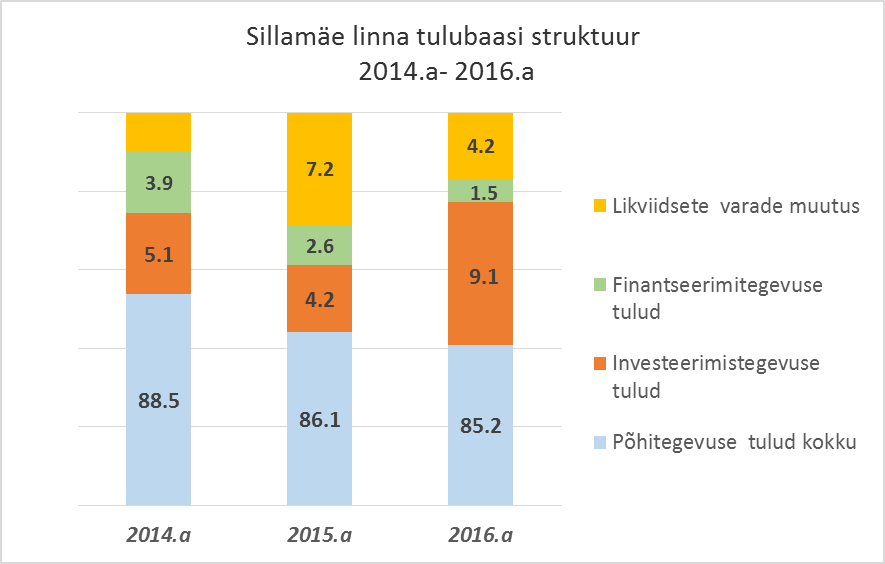 Sillamäe linna tulubaasi struktuur
2014.a- 2016.a
3.9
5.1
88.5
7.2
2.6
4.2
86.1
4.2
1.5
9.1
85.2
2014.a
2015.a
2016.a
Likviidsete varade muutus
Finantseerimitegevuse
tulud
Investeerimistegevuse
tulud
Põhitegevuse tulud kokku